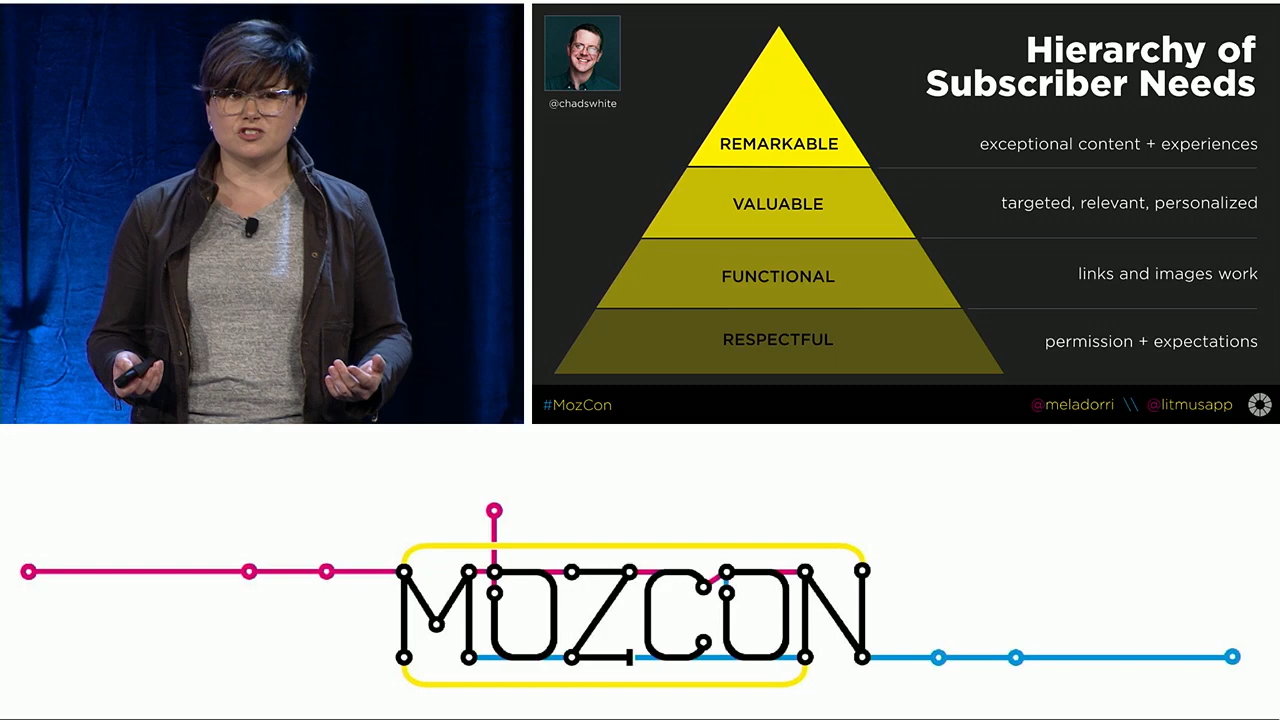 @chadswhite
Hierarchy of
Subscriber Needs
REMARKABLE
exceptional content + experiences
VALUABLE
targeted, relevant, personalized
FUNCTIONAL
links and images work
RESPECTFUL
permission + expectations
#MozCon
@meladorri \\ @litmusapp
MOZCON